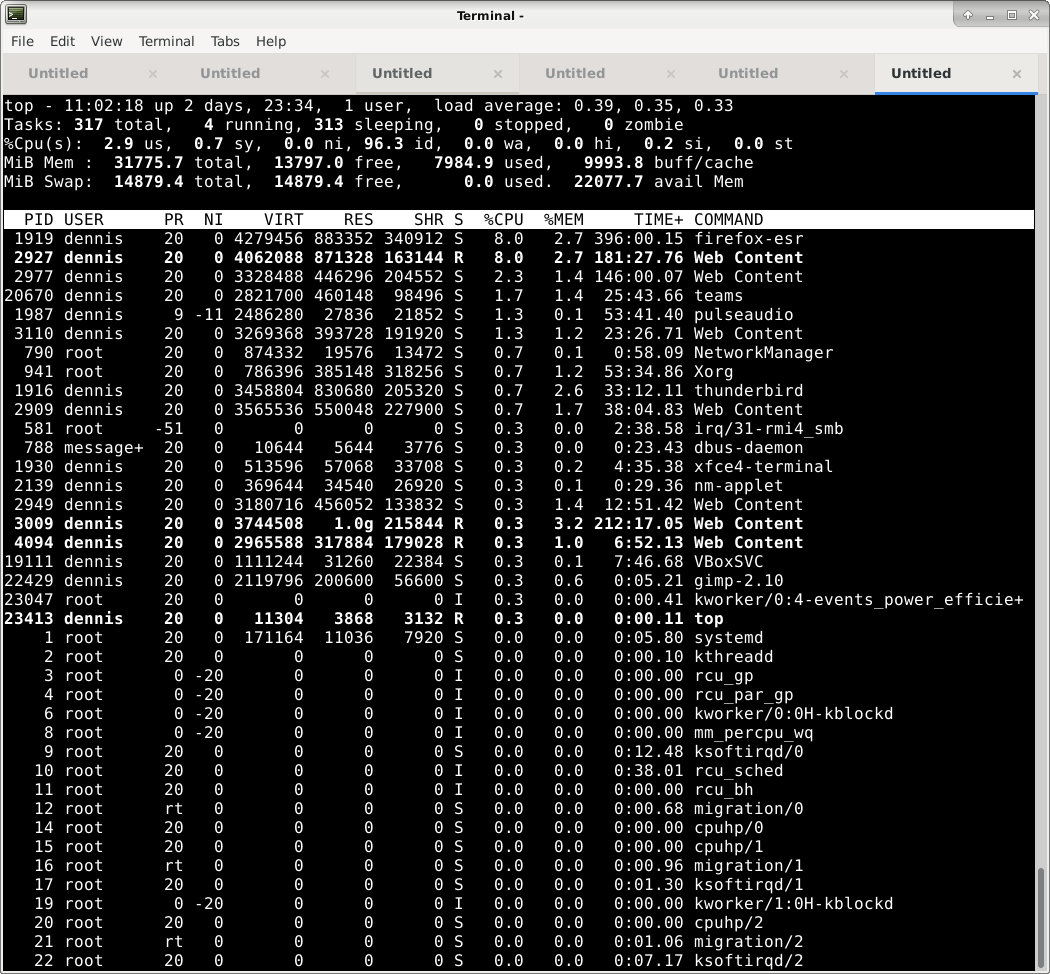 Terminal -
File Edit View Terminal Tabs Help
Untitled Untitled Untitled Untitled Untitled Untitled
top - 11:02:18 up 2 days, 23:34,  1 user,  load average: 0.39, 0.35, 0.33
Tasks: 317 total,   4 running, 313 sleeping,   0 stopped,   0 zombie
%Cpu(s):  2.9 us,  0.7 sy,  0.0 ni, 96.3 id,  0.0 wa,  0.0 hi,  0.2 si,  0.0 st
MiB Mem :  31775.7 total,  13797.0 free,   7984.9 used,   9993.8 buff/cache
MiB Swap:  14879.4 total,  14879.4 free,      0.0 used.  22077.7 avail Mem
PID USER PR NI VIRT RES SHR S %CPU %MEM TIME+ COMMAND
1919 dennis 20 0 4279456 883352 340912 S 8.0 2.7 396:00.15 firefox-esr
2927 dennis 20 0 4062088 871328 163144 R 8.0 2.7 181:27.76 Web Content
2977 dennis 20 0 3328488 446296 204552 S 2.3 1.4 146:00.07 Web Content
20670 dennis 20 0 2821700 460148 98496 S 1.7 1.4 25:43.66 teams
1987 dennis 9 -11 2486280 27836 21852 S 1.3 0.1 53:41.40 pulseaudio
3110 dennis 20 0 3269368 393728 191920 S 1.3 1.2 23:26.71 Web Content
790 root 20 0 874332 19576 13472 S 0.7 0.1 0:58.09 NetworkManager
941 root 20 0 786396 385148 318256 S 0.7 1.2 53:34.86 Xorg
1916 dennis 20 0 3458804 830680 205320 S 0.7 2.6 33:12.11 thunderbird
2909 dennis 20 0 3565536 550048 227900 S 0.7 1.7 38:04.83 Web Content
581 root -51 0 0 0 0 S 0.3 0.0 2:38.58 irq/31-rmi4_smb
788 message+ 20 0 10644 5644 3776 S 0.3 0.0 0:23.43 dbus-daemon
1930 dennis 20 0 513596 57068 33708 S 0.3 0.2 4:35.38 xfce4-terminal
2139 dennis 20 0 369644 34540 26920 S 0.3 0.1 0:29.36 nm-applet
2949 dennis 20 0 3180716 456052 133832 S 0.3 1.4 12:51.42 Web Content
3009 dennis 20 0 3744508 1.0g 215844 R 0.3 3.2 212:17.05 Web Content
4094 dennis 20 0 2965588 317884 179028 R 0.3 1.0 6:52.13 Web Content
19111 dennis 20 0 1111244 31260 22384 S 0.3 0.1 7:46.68 VBoxSVC
22429 dennis 20 0 2119796 200600 56600 S 0.3 0.6 0:05.21 gimp-2.10
23047 root 20 0 0 0 0 I 0.3 0.0 0:00.41 kworker/0:4-events_power_efficie+
23413 dennis 20 0 11304 3868 3132 R 0.3 0.0 0:00.11 top
1 root 20 0 171164 11036 7920 S 0.0 0.0 0:05.80 systemd
2 root 20 0 0 0 0 S 0.0 0.0 0:00.10 kthreadd
3 root 0 -20 0 0 0 I 0.0 0.0 0:00.00 rcu_gp
4 root 0 -20 0 0 0 I 0.0 0.0 0:00.00 rcu_par_gp
6 root 0 -20 0 0 0 I 0.0 0.0 0:00.00 kworker/0:0H-kblockd
8 root 0 -20 0 0 0 I 0.0 0.0 0:00.00 mm_percpu_wq
9 root 20 0 0 0 0 S 0.0 0.0 0:12.48 ksoftirqd/0
10 root 20 0 0 0 0 I 0.0 0.0 0:38.01 rcu_sched
11 root 20 0 0 0 0 I 0.0 0.0 0:00.00 rcu_bh
12 root rt 0 0 0 0 S 0.0 0.0 0:00.68 migration/0
14 root 20 0 0 0 0 S 0.0 0.0 0:00.00 cpuhp/0
15 root 20 0 0 0 0 S 0.0 0.0 0:00.00 cpuhp/1
16 root rt 0 0 0 0 S 0.0 0.0 0:00.96 migration/1
17 root 20 0 0 0 0 S 0.0 0.0 0:01.30 ksoftirqd/1
19 root 0 -20 0 0 0 I 0.0 0.0 0:00.00 kworker/1:0H-kblockd
20 root 20 0 0 0 0 S 0.0 0.0 0:00.00 cpuhp/2
21 root rt 0 0 0 0 S 0.0 0.0 0:01.06 migration/2
22 root 20 0 0 0 0 S 0.0 0.0 0:07.17 ksoftirqd/2